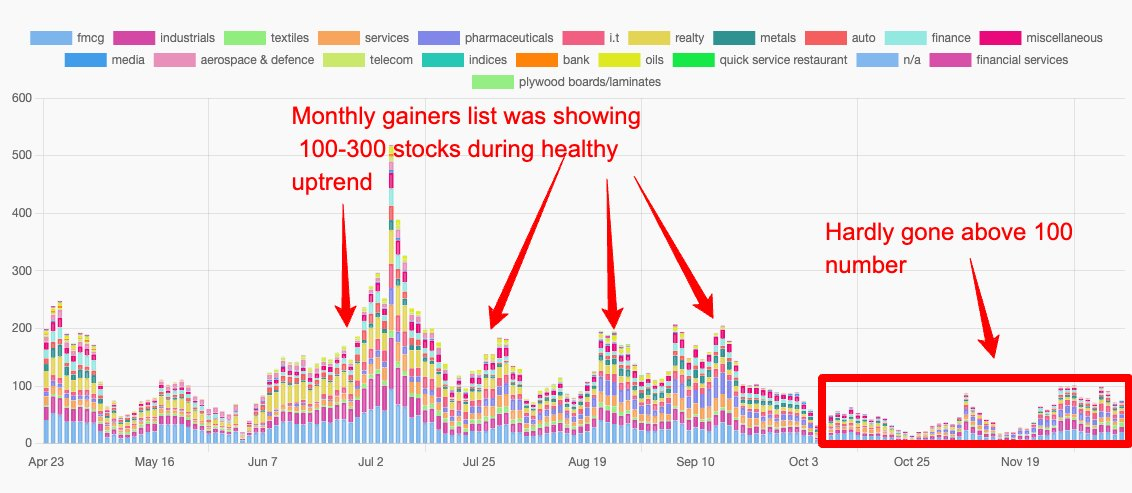 fmcg industrials textiles services pharmaceuticals i.t realty metals auto finance miscellaneous
media aerospace & defence telecom indices bank oils quick service restaurant n/a financial services
plywood boards/laminates
600
Monthly gainers list was showing
100-300 stocks during healthy
uptrend
500
400
Hardly gone above 100
number
300
200
100
0
Apr 23 May 16 Jun 7 Jul 2 Jul 25 Aug 19 Sep 10 Oct 3 Oct 25 Nov 19